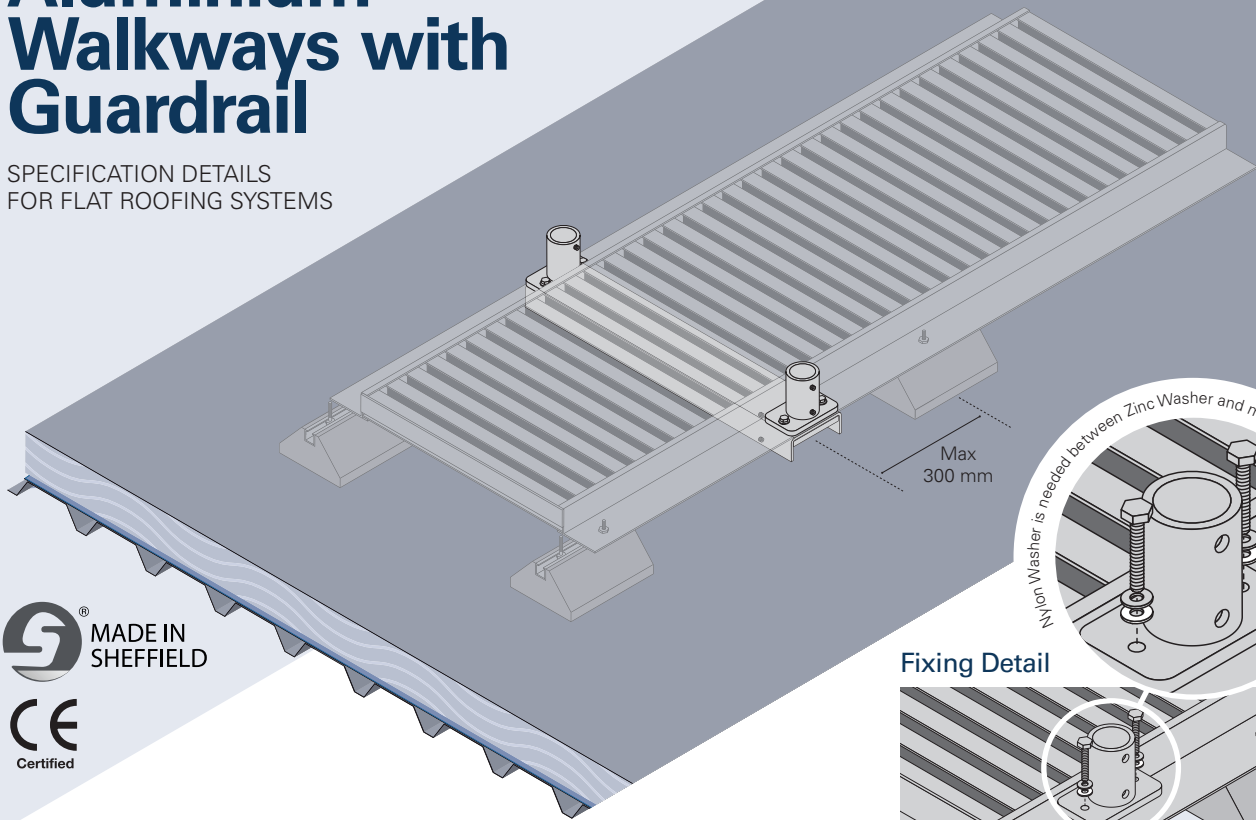 Aluminium
Walkways with
Guardrail
SPECIFICATION DETAILS
FOR FLAT ROOFING SYSTEMS
Max
300 mm
Nylon Washer is needed between Zinc Washer and
Fixing Detail
®
MADE IN
SHEFFIELD
CE
Certified